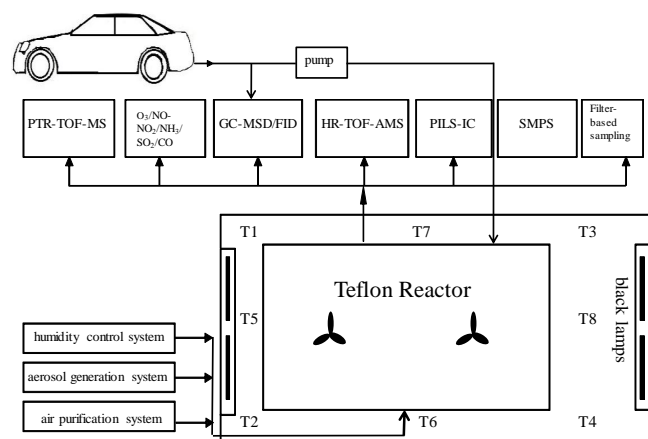 pump
PTR-TOF-MS
O₃/NO-
NO₂/NH₃/
SO₂/CO
GC-MSD/FID
HR-TOF-AMS
PILS-IC
SMPS
Filter-
based
sampling
T1
T7
T3
Teflon Reactor
T5
T8
black lamps
humidity control system
aerosol generation system
air purification system
T2
T6
T4